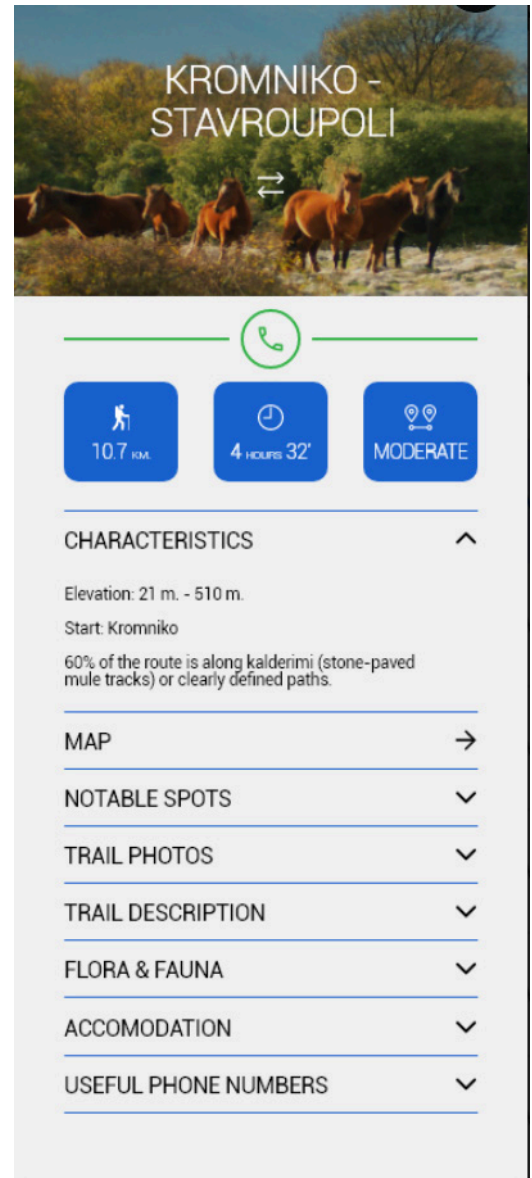 KROMNIKO -
STAVROUPOLI
10.7 KM.
4 HOURS 32'
MODERATE
CHARACTERISTICS
Elevation: 21 m. - 510 m.
Start: Kromniko
60% of the route is along kalderimi (stone-paved
mule tracks) or clearly defined paths.
MAP
NOTABLE SPOTS
TRAIL PHOTOS
TRAIL DESCRIPTION
FLORA & FAUNA
ACCOMODATION
USEFUL PHONE NUMBERS